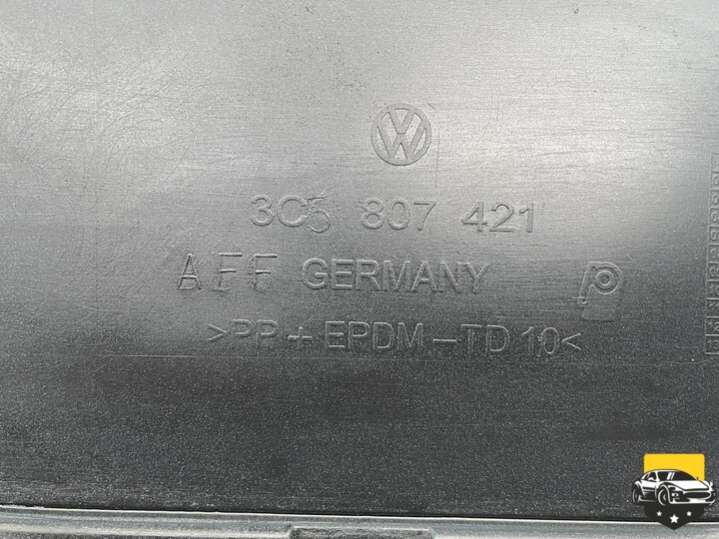 3C5 807 421
AFF GERMANY
>PP+EPDM-TD10<